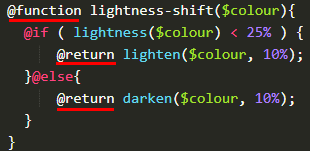 @function lightness-shift($colour){
@if ( lightness($colour) < 25% ) {
@return lighten($colour, 10%);
}@else{
@return darken($colour, 10%);
}
}